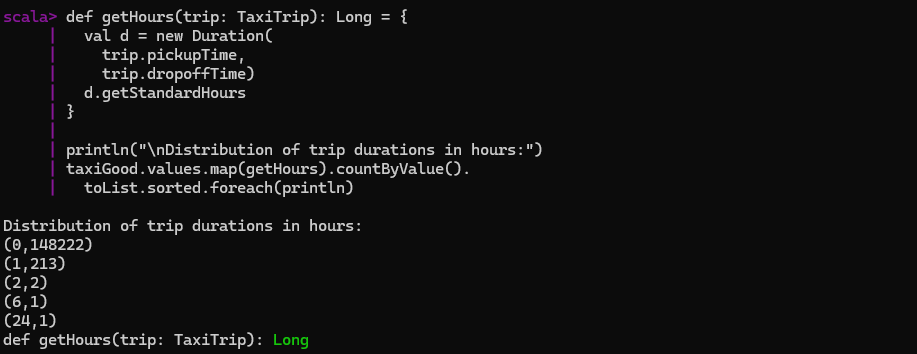 scala> def getHours(trip: TaxiTrip): Long = {
     |   val d = new Duration(
     |     trip.pickupTime,
     |     trip.dropoffTime)
     |   d.getStandardHours
     | }
     |
     | println("\nDistribution of trip durations in hours:")
     | taxiGood.values.map(getHours).countByValue().
     |   toList.sorted.foreach(println)

Distribution of trip durations in hours:
(0,148222)
(1,213)
(2,2)
(6,1)
(24,1)
def getHours(trip: TaxiTrip): Long